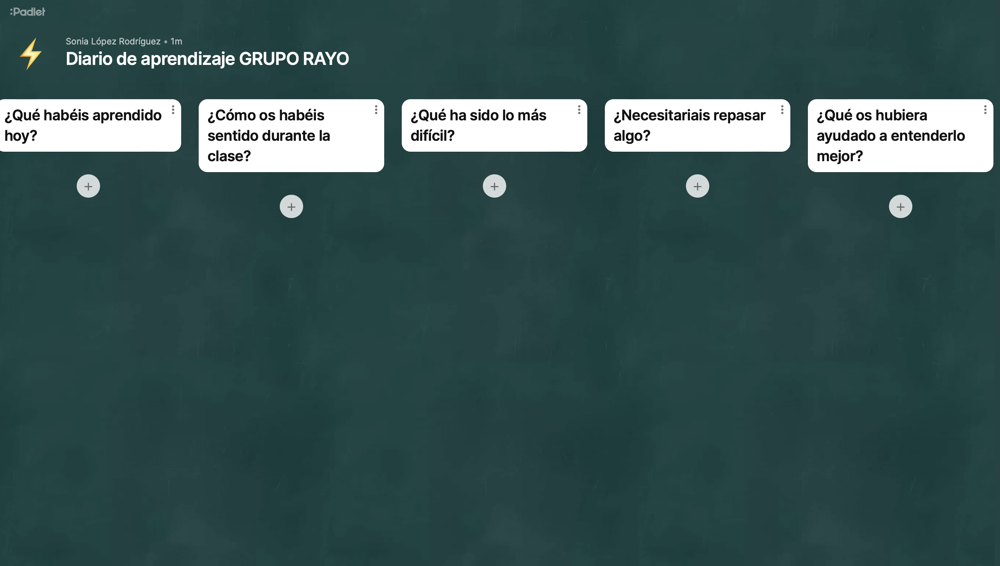 :Padlet
Sonia López Rodríguez • 1m
Diario de aprendizaje GRUPO RAYO
¿Qué habéis aprendido
hoy?
¿Cómo os habéis
sentido durante la
clase?
¿Qué ha sido lo más
difícil?
¿Necesitariais repasar
algo?
¿Qué os hubiera
ayudado a entenderlo
mejor?